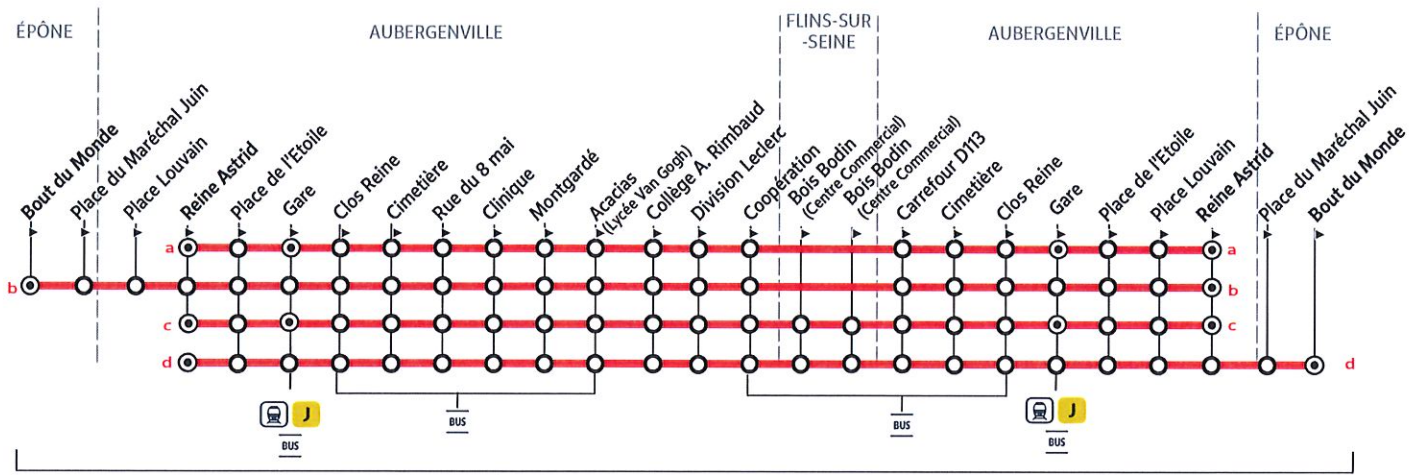 ÉPÔNE
AUBERGENVILLE
FLINS-SUR
-SEINE
AUBERGENVILLE
ÉPÔNE
Bout du Monde
Place du Maréchal Juin
Place Louvain
Reine Astrid
Place de l'Etoile
Gare
Clos Reine
Cimetière
Rue du 8 mai
Clinique
Montgardé
Acacias
(Lycée Van Gogh)
Collège A. Rimbaud
Division Leclerc
Coopération
Bois Bodin
(Centre Commercial)
Bois Bodin
(Centre Commercial)
Carrefour D113
Cimetière
Clos Reine
Gare
Place de l'Etoile
Place Louvain
Reine Astrid
Place du Maréchal Juin
Bout du Monde
a
a
b
b
c
c
d
d
J
BUS
BUS
BUS
J
BUS